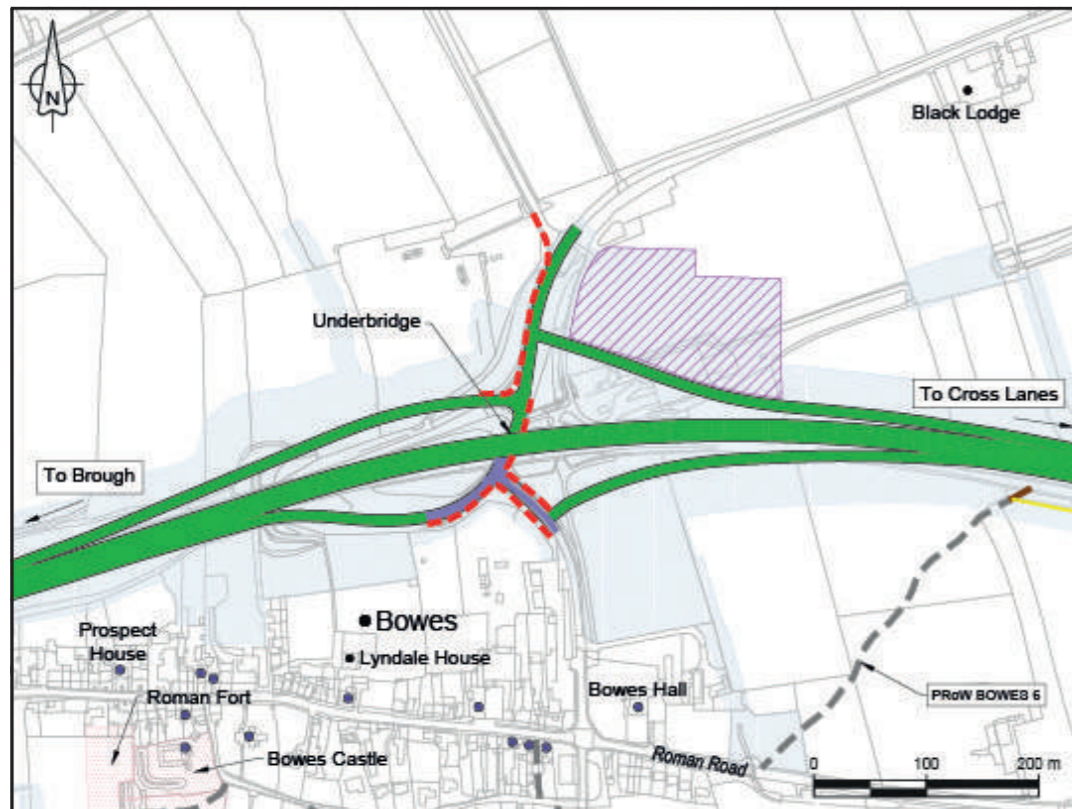 N
Black Lodge
Underbridge
To Cross Lanes
To Brough
Bowes
Prospect
House
Lyndale House
Roman Fort
Bowes Hall
PRoW BOWES 6
Bowes Castle
Roman Road
0 100 200 m